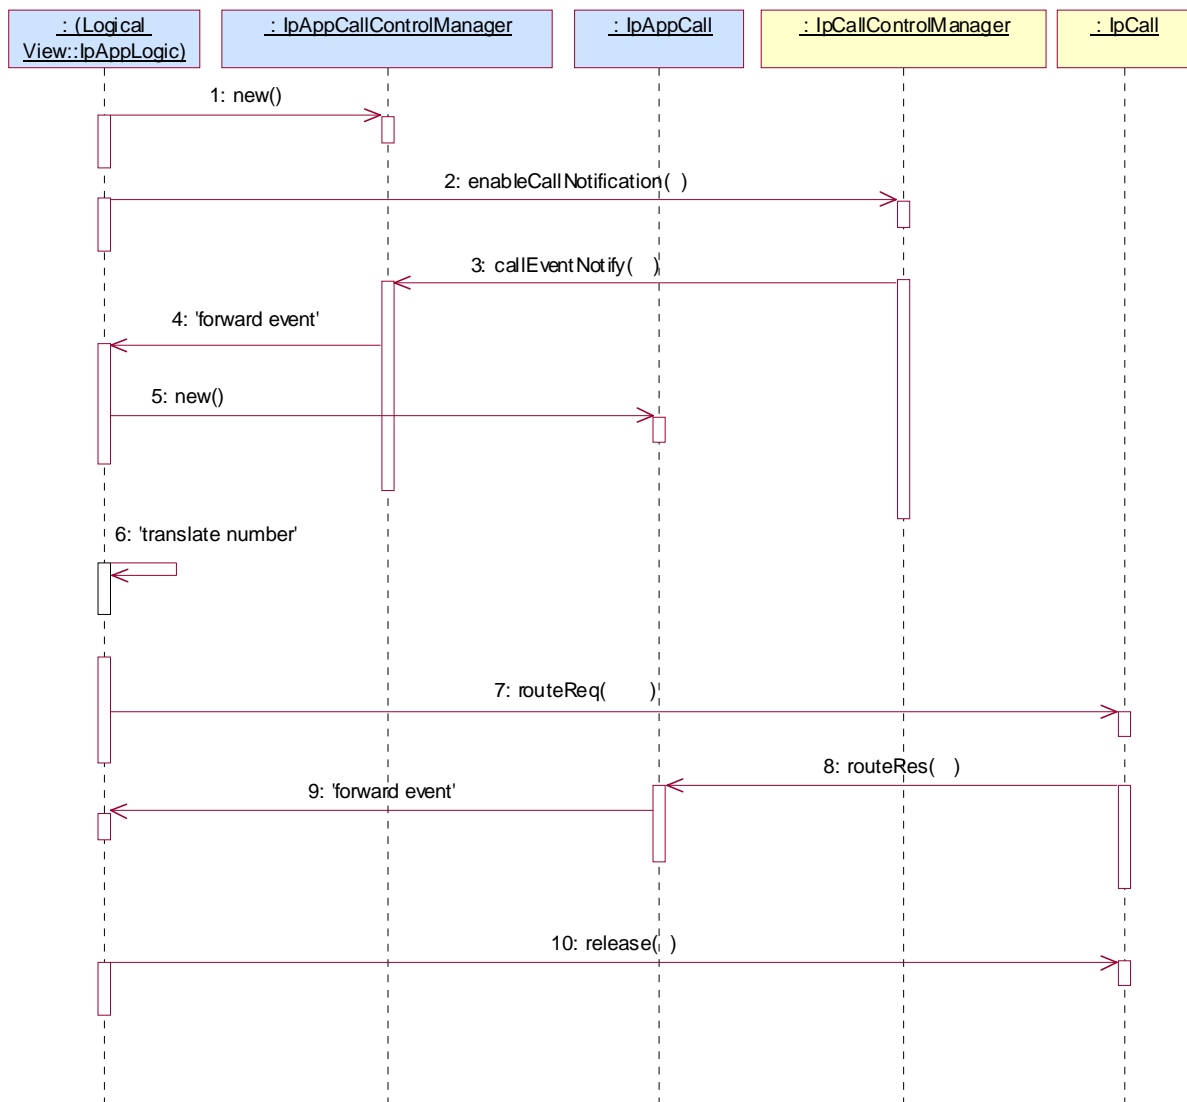 : (Logical
View::IpAppLogic)
: IpAppCallControlManager
: IpAppCall
: IpCallControlManager
: IpCall
1: new()
2: enableCallNotification( )
3: callEventNotify( )
4: 'forward event'
5: new()
6: 'translate number'
7: routeReq( )
8: routeRes( )
9: 'forward event'
10: release( )